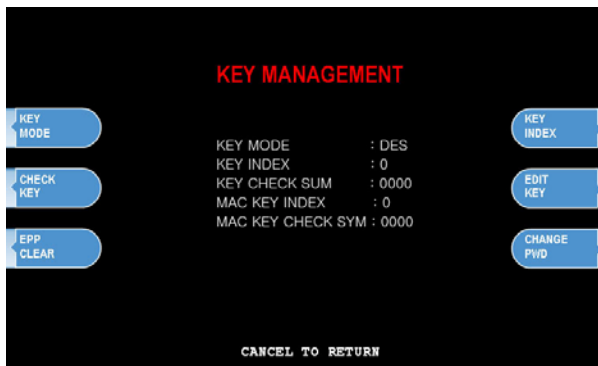 KEY MANAGEMENT
KEY
MODE
CHECK
KEY
EPP
CLEAR
KEY MODE : DES
KEY INDEX : 0
KEY CHECK SUM : 0000
MAC KEY INDEX : 0
MAC KEY CHECK SYM : 0000
KEY
INDEX
EDIT
KEY
CHANGE
PWD
CANCEL TO RETURN